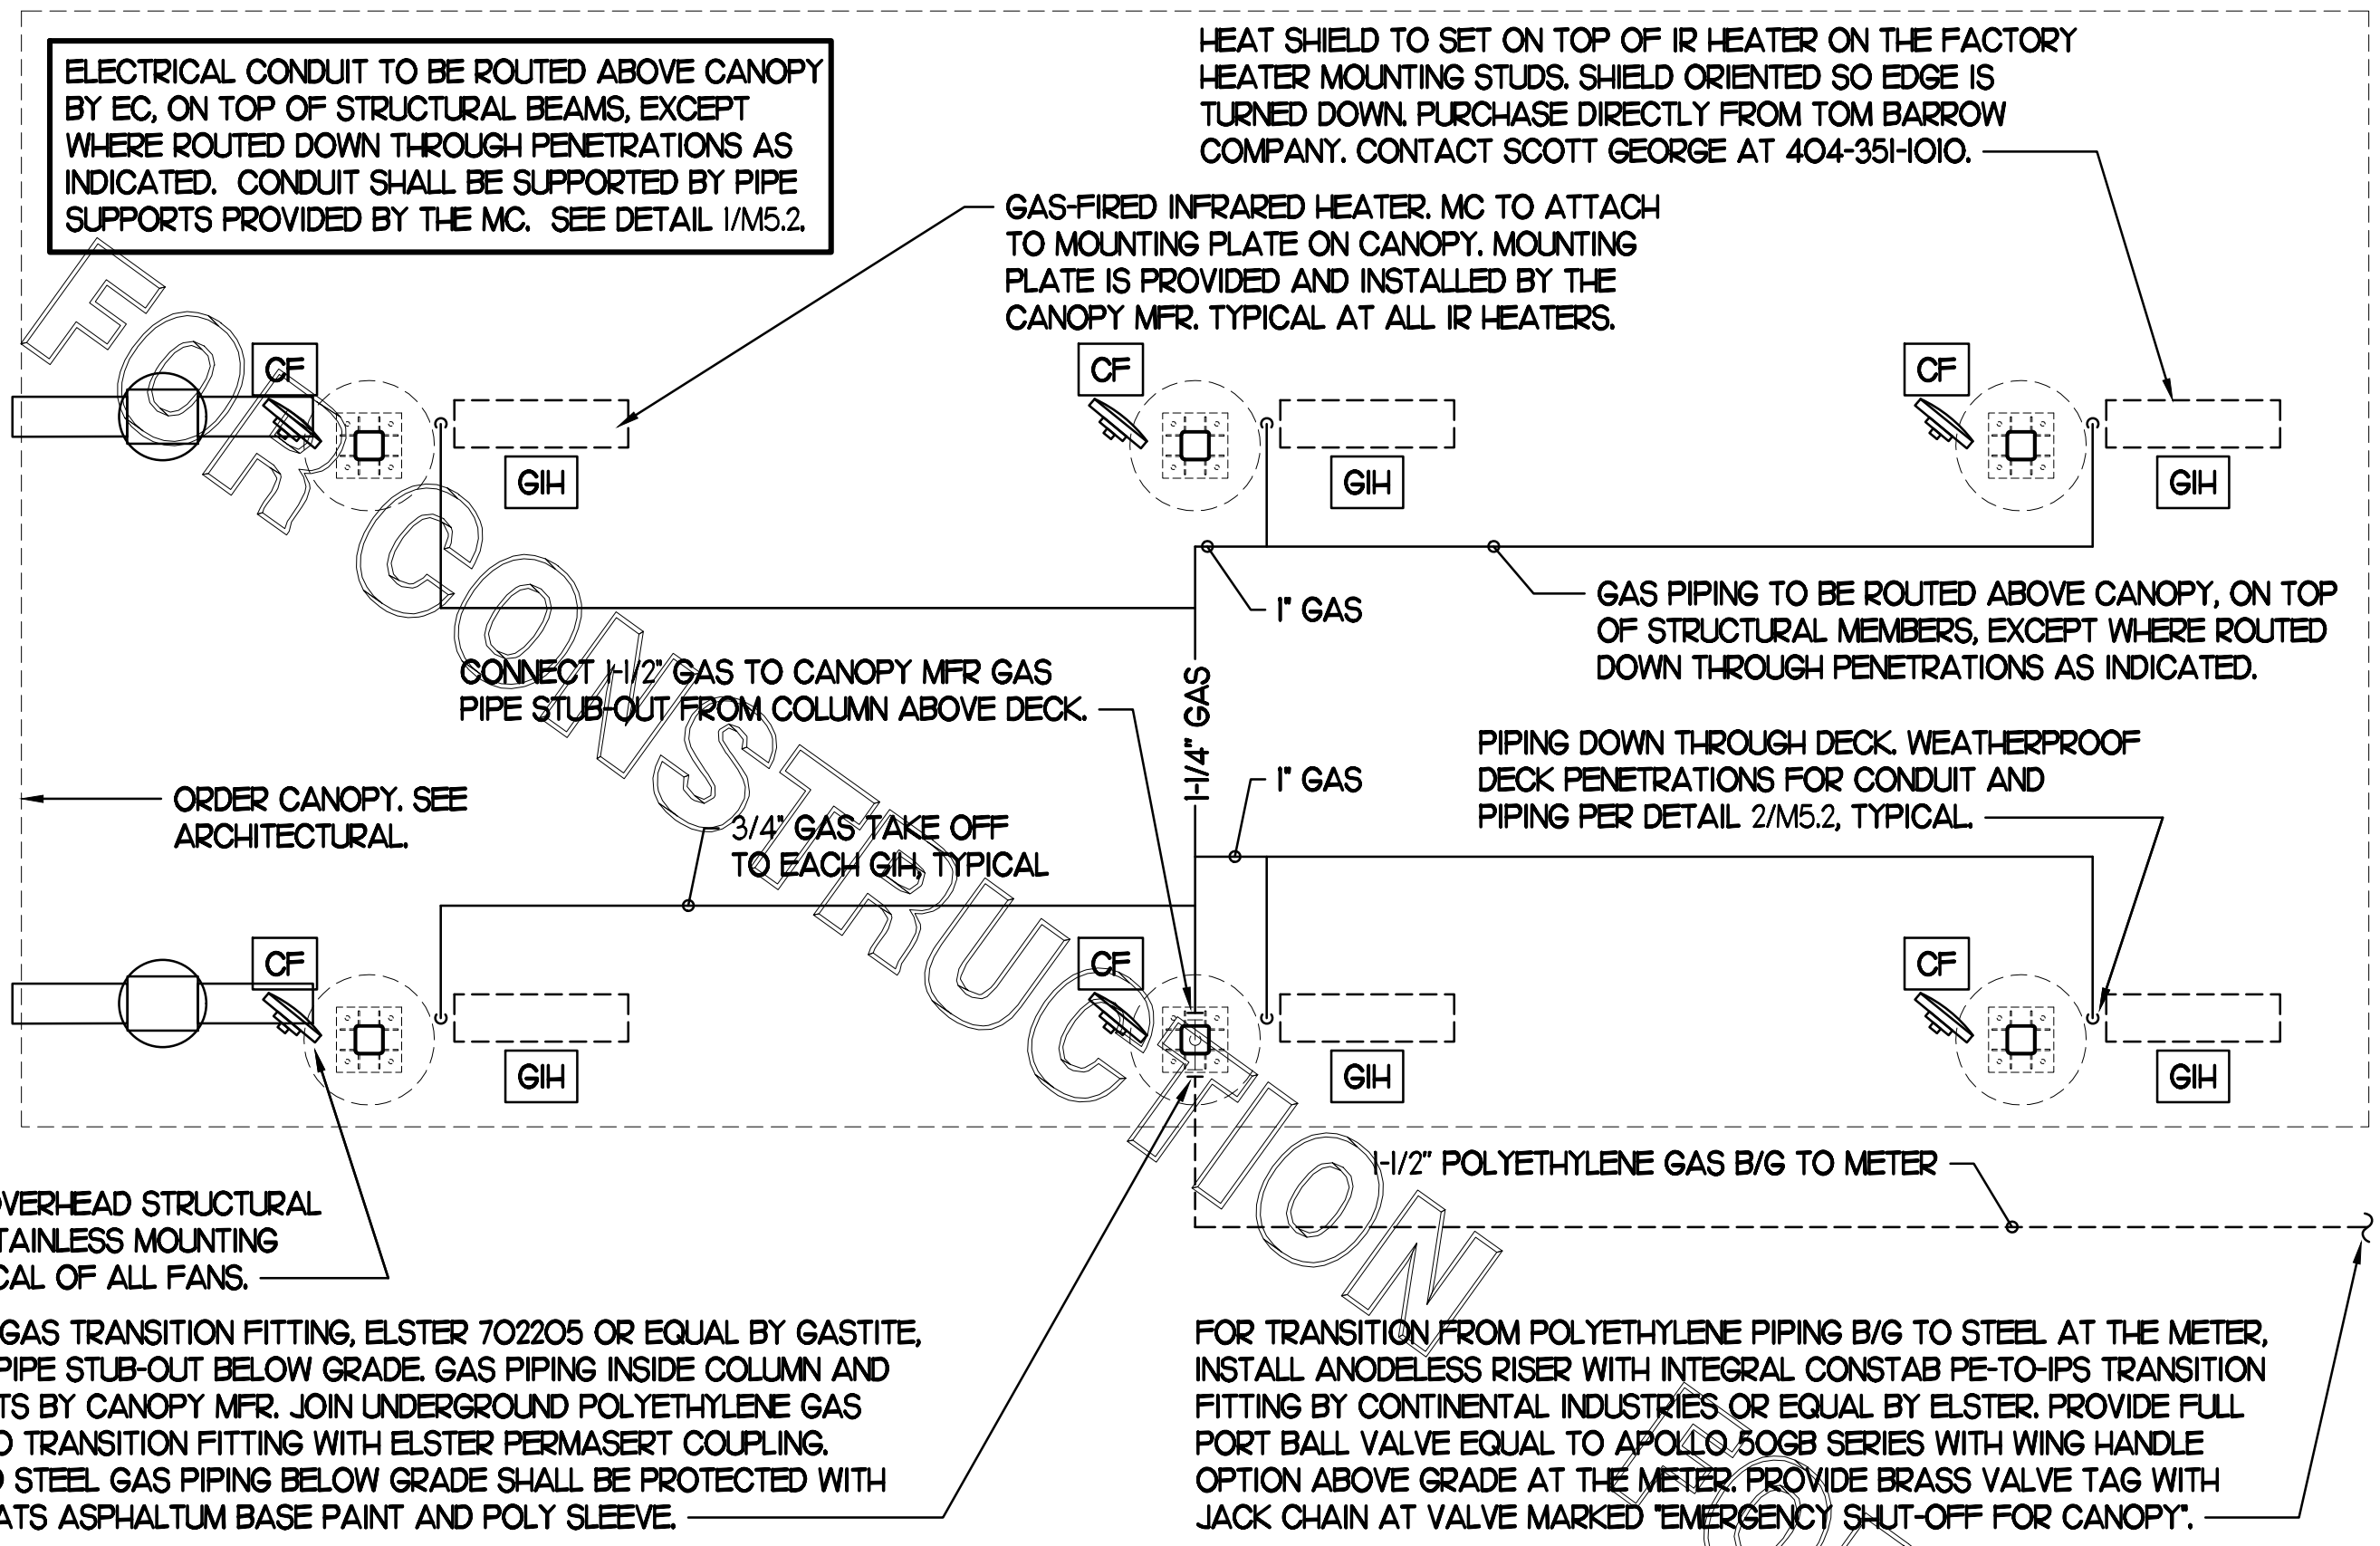 ELECTRICAL CONDUIT TO BE ROUTED ABOVE CANOPY
BY EC, ON TOP OF STRUCTURAL BEAMS, EXCEPT
WHERE ROUTED DOWN THROUGH PENETRATIONS AS
INDICATED. CONDUIT SHALL BE SUPPORTED BY PIPE
SUPPORTS PROVIDED BY THE MC. SEE DETAIL 1/M5.2.
HEAT SHIELD TO SET ON TOP OF IR HEATER ON THE FACTORY
HEATER MOUNTING STUDS. SHIELD ORIENTED SO EDGE IS
TURNED DOWN. PURCHASE DIRECTLY FROM TOM BARROW
COMPANY. CONTACT SCOTT GEORGE AT 404-351-1010.
GAS-FIRED INFRARED HEATER. MC TO ATTACH
TO MOUNTING PLATE ON CANOPY. MOUNTING
PLATE IS PROVIDED AND INSTALLED BY THE
CANOPY MFR. TYPICAL AT ALL IR HEATERS.
FOR CONSTRUCTION
CF
CF
CF
GIH
GIH
GIH
1" GAS
GAS PIPING TO BE ROUTED ABOVE CANOPY, ON TOP
OF STRUCTURAL MEMBERS, EXCEPT WHERE ROUTED
DOWN THROUGH PENETRATIONS AS INDICATED.
CONNECT 1-1/2" GAS TO CANOPY MFR GAS
PIPE STUB-OUT FROM COLUMN ABOVE DECK.
1-1/4" GAS
1" GAS
PIPING DOWN THROUGH DECK. WEATHERPROOF
DECK PENETRATIONS FOR CONDUIT AND
PIPING PER DETAIL 2/M5.2, TYPICAL.
ORDER CANOPY. SEE
ARCHITECTURAL.
3/4" GAS TAKE OFF
TO EACH GIH, TYPICAL
CF
CF
CF
GIH
GIH
GIH
1-1/2" POLYETHYLENE GAS B/G TO METER
OVERHEAD STRUCTURAL
TAINLESS MOUNTING
CAL OF ALL FANS.
GAS TRANSITION FITTING, ELSTER 702205 OR EQUAL BY GASTITE,
PIPE STUB-OUT BELOW GRADE. GAS PIPING INSIDE COLUMN AND
TS BY CANOPY MFR. JOIN UNDERGROUND POLYETHYLENE GAS
O TRANSITION FITTING WITH ELSTER PERMASERT COUPLING.
D STEEL GAS PIPING BELOW GRADE SHALL BE PROTECTED WITH
ATS ASPHALTUM BASE PAINT AND POLY SLEEVE.
FOR TRANSITION FROM POLYETHYLENE PIPING B/G TO STEEL AT THE METER,
INSTALL ANODELESS RISER WITH INTEGRAL CONSTAB PE-TO-IPS TRANSITION
FITTING BY CONTINENTAL INDUSTRIES OR EQUAL BY ELSTER. PROVIDE FULL
PORT BALL VALVE EQUAL TO APOLLO 50GB SERIES WITH WING HANDLE
OPTION ABOVE GRADE AT THE METER. PROVIDE BRASS VALVE TAG WITH
JACK CHAIN AT VALVE MARKED "EMERGENCY SHUT-OFF FOR CANOPY".